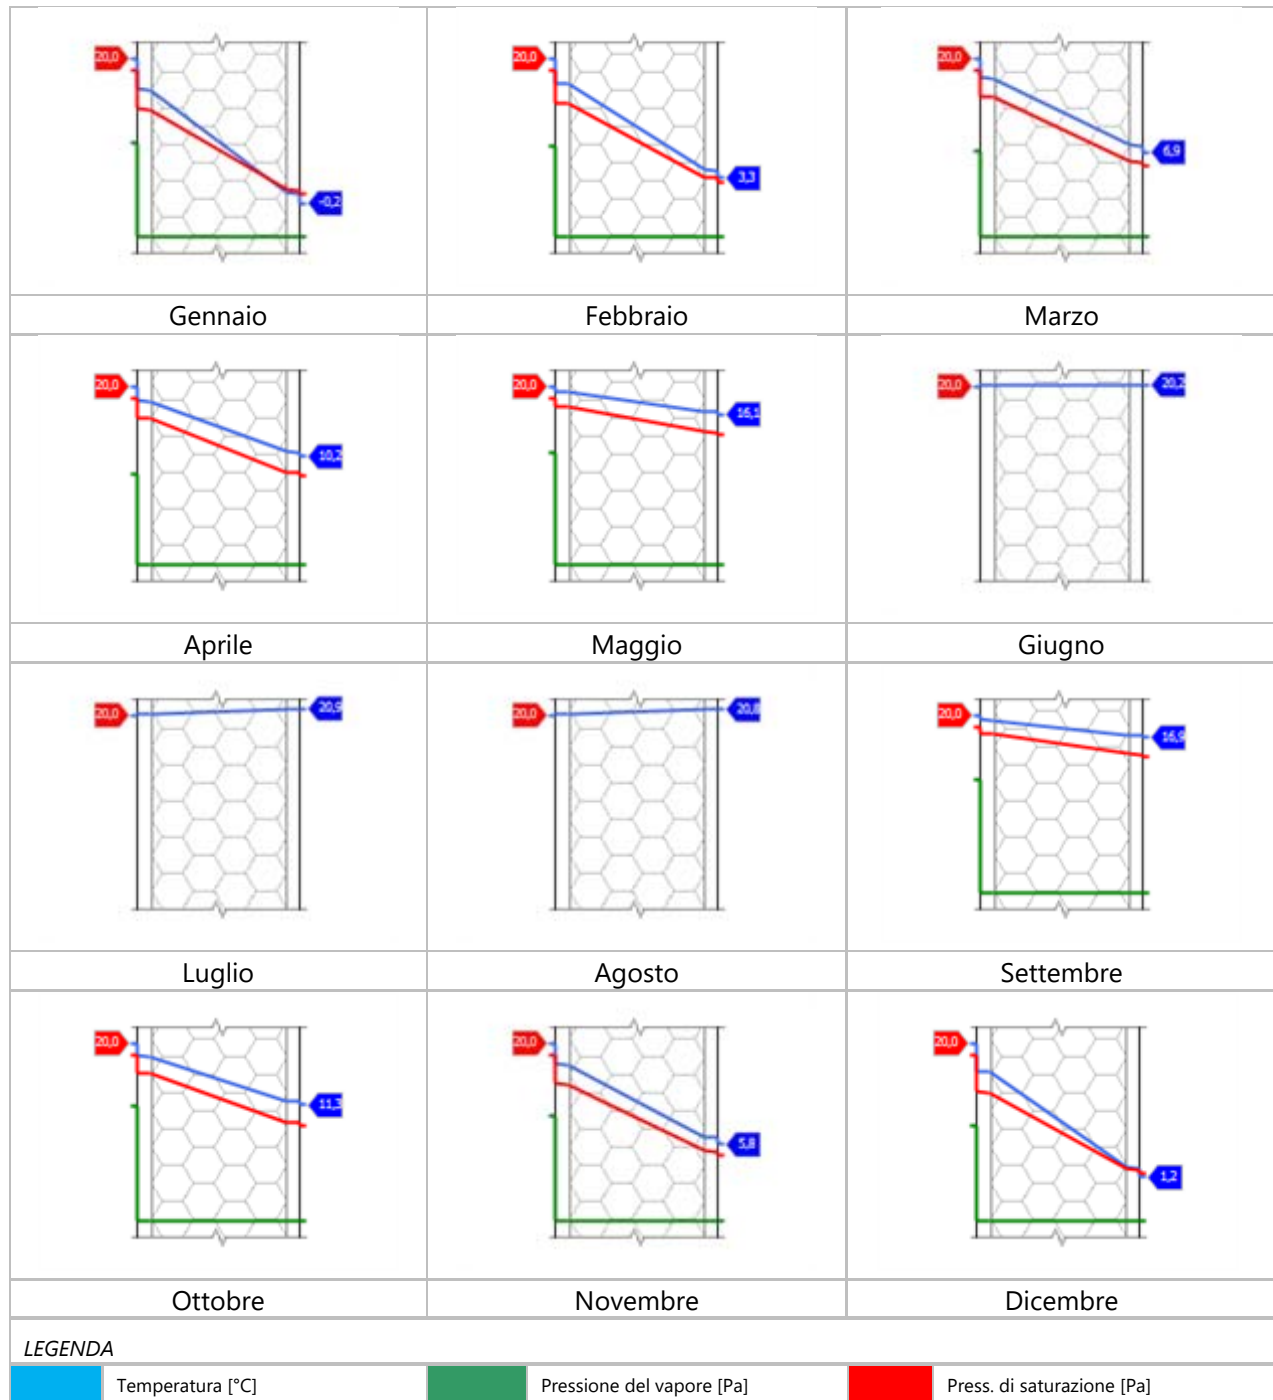 20,0
-0,2
20,0
3,3
20,0
6,9
Gennaio
Febbraio
Marzo
20,0
10,2
20,0
16,1
20,0
20,2
Aprile
Maggio
Giugno
20,0
20,9
20,0
20,8
20,0
16,9
Luglio
Agosto
Settembre
20,0
11,3
20,0
5,8
20,0
1,2
Ottobre
Novembre
Dicembre
LEGENDA
Temperatura [°C]
Pressione del vapore [Pa]
Press. di saturazione [Pa]